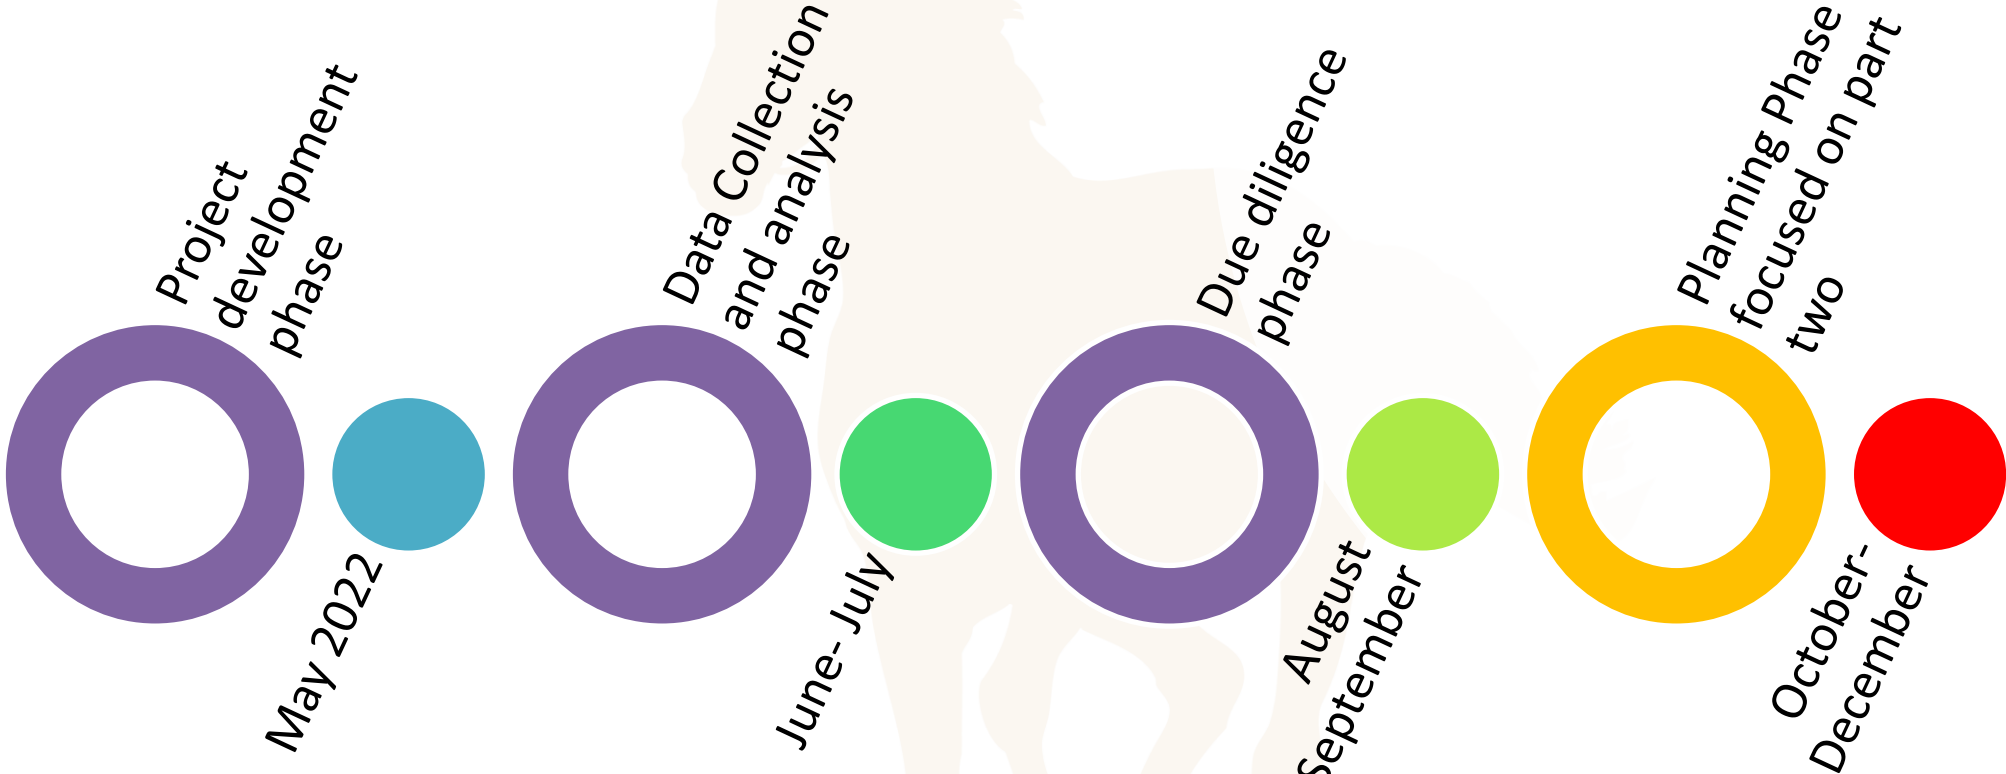 Project
development
phase
May 2022
Data Collection
and analysis
phase
June- July
Due diligence
phase
August
September
Planning Phase
focused on part
two
October-
December